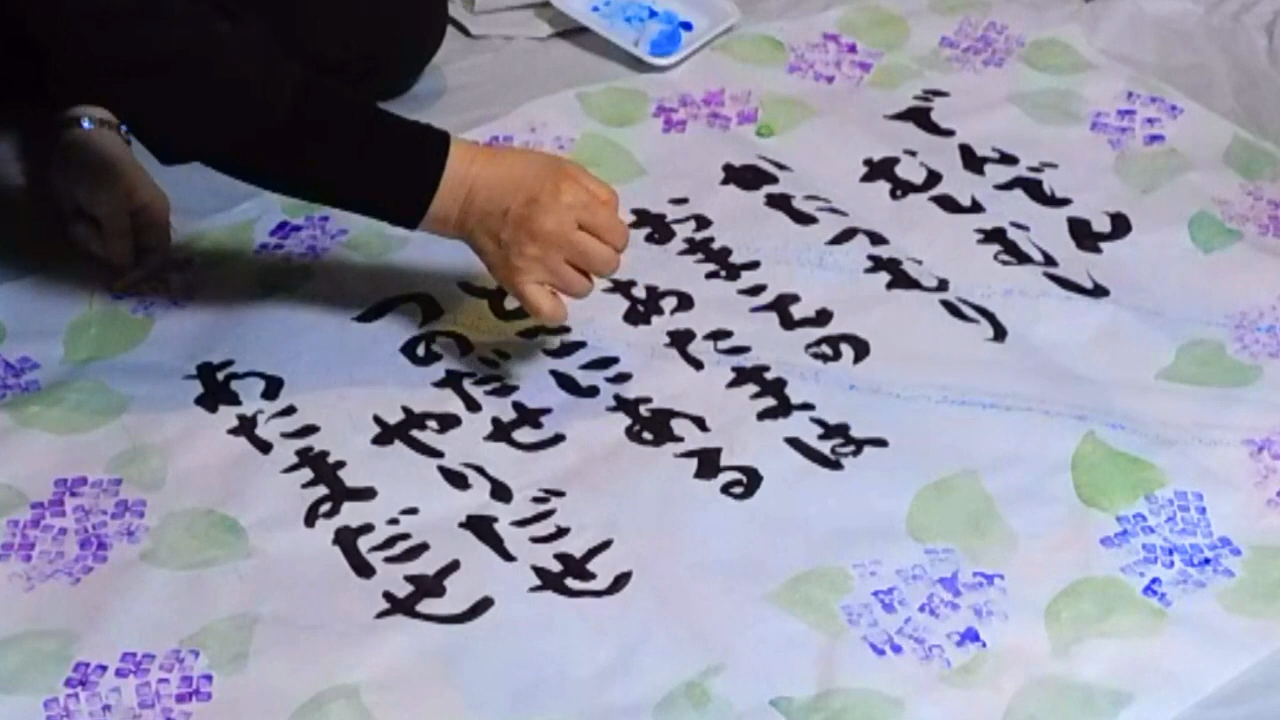 でんでん
むしむし
かたつむり
おまえの
あたまは
どこにある
つのだせ
やりだせ
あたまだせ